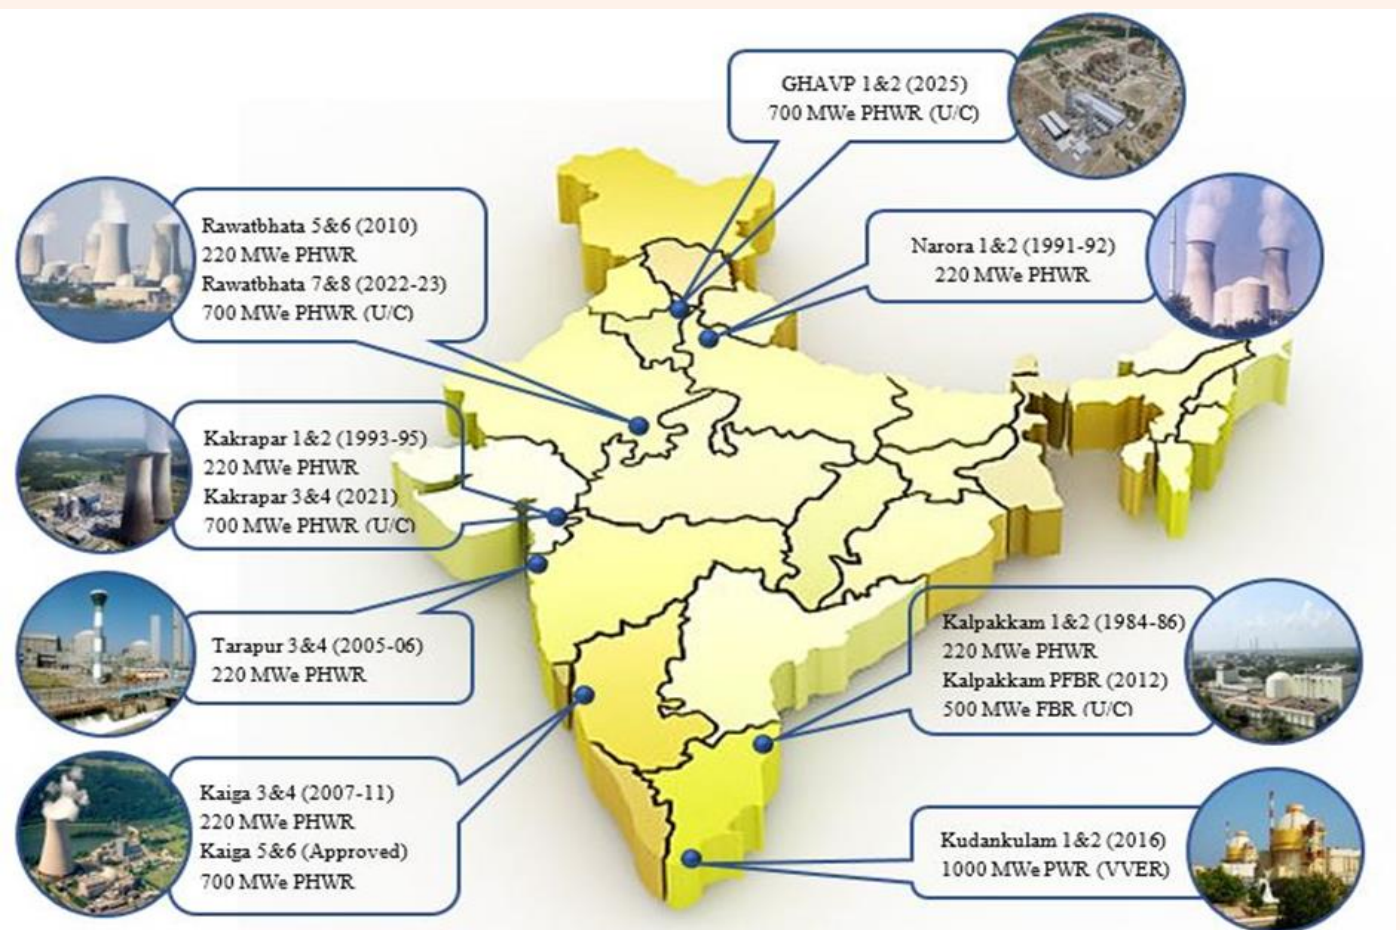 GHAVP 1&2 (2025)
700 MWe PHWR (U/C)
Rawatbhata 5&6 (2010)
220 MWe PHWR
Rawatbhata 7&8 (2022-23)
700 MWe PHWR (U/C)
Narora 1&2 (1991-92)
220 MWe PHWR
Kakrapar 1&2 (1993-95)
220 MWe PHWR
Kakrapar 3&4 (2021)
700 MWe PHWR (U/C)
Tarapur 3&4 (2005-06)
220 MWe PHWR
Kalpakkam 1&2 (1984-86)
220 MWe PHWR
Kalpakkam PFBR (2012)
500 MWe FBR (U/C)
Kaiga 3&4 (2007-11)
220 MWe PHWR
Kaiga 5&6 (Approved)
700 MWe PHWR
Kudankulam 1&2 (2016)
1000 MWe PWR (VVER)